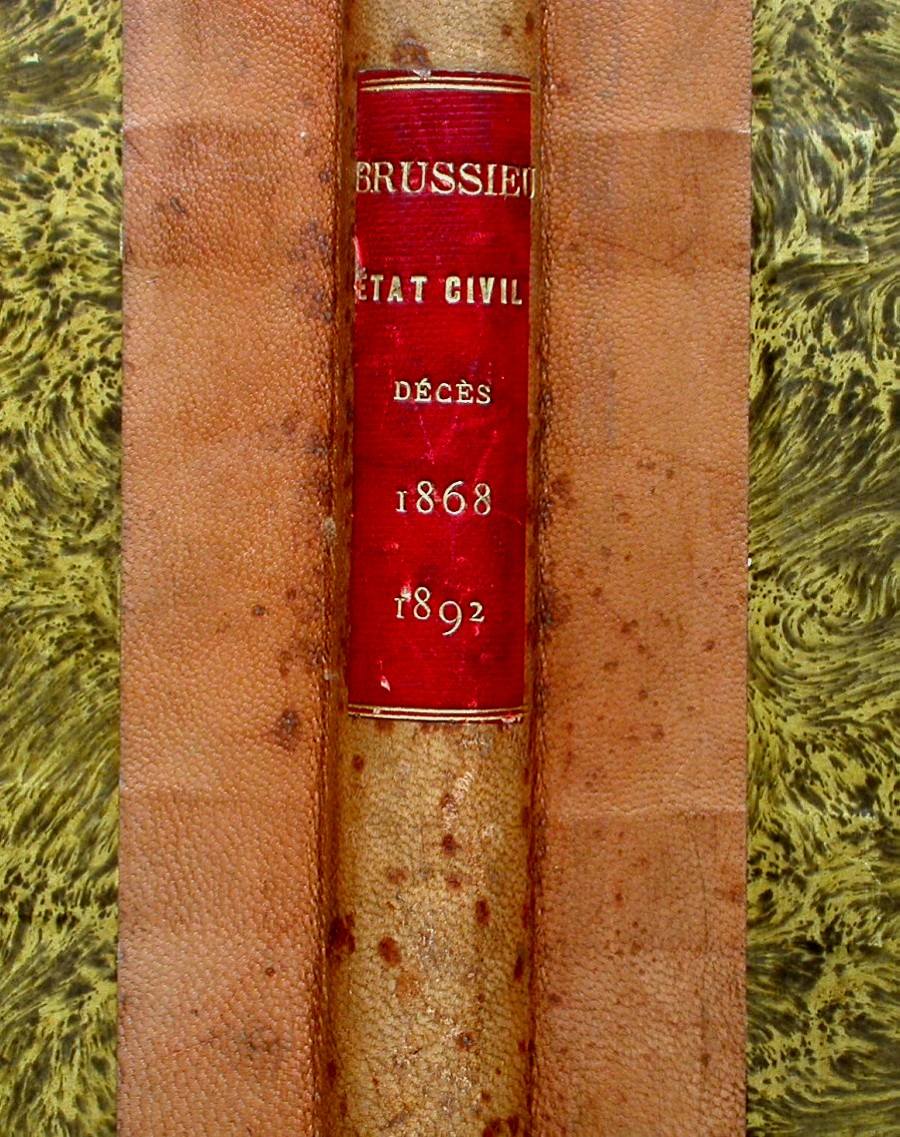 BRUSSIEU
ÉTAT CIVIL
DÉCÈS
1868
1892